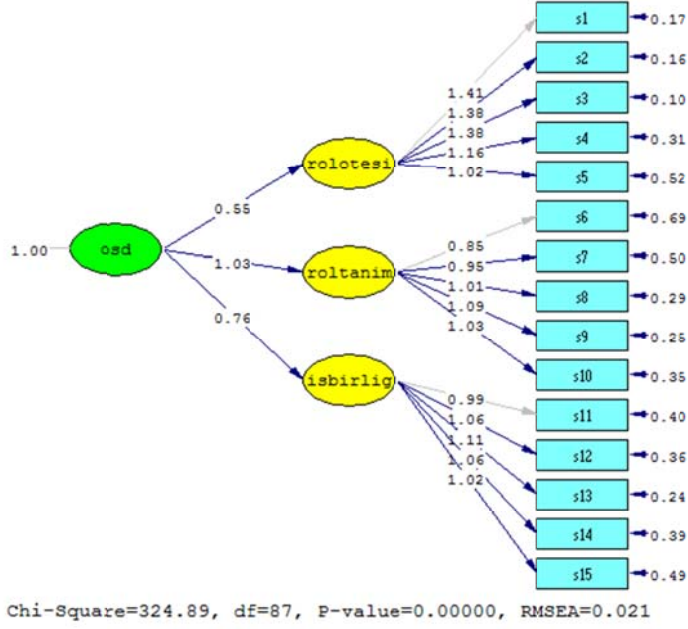 s1 0.17
s2 0.16
1.41
s3 0.10
1.38
1.38
s4 0.31
1.16
rolotesi
1.02
s5 0.52
0.55
s6 0.69
0.85
1.00 osd
s7 0.50
0.95
1.03
roltanim
1.01
s8 0.29
1.09
0.76
1.03
s9 0.25
s10 0.35
isbirlig
0.99
s11 0.40
1.06
1.11
s12 0.36
1.06
1.02
s13 0.24
s14 0.39
s15 0.49
Chi-Square=324.89, df=87, P-value=0.00000, RMSEA=0.021